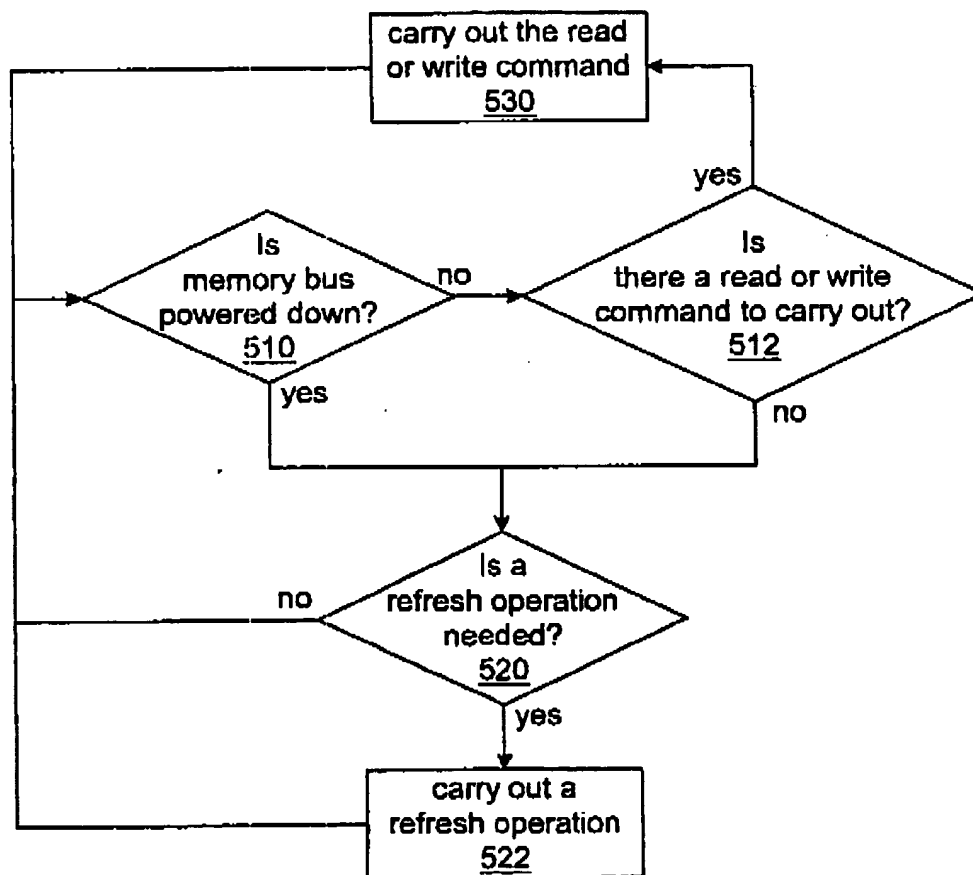 carry out the read
or write command
530
yes
Is
memory bus
powered down?
510
no
Is
there a read or write
command to carry out?
512
yes
no
Is a
refresh operation
needed?
520
no
yes
carry out a
refresh operation
522